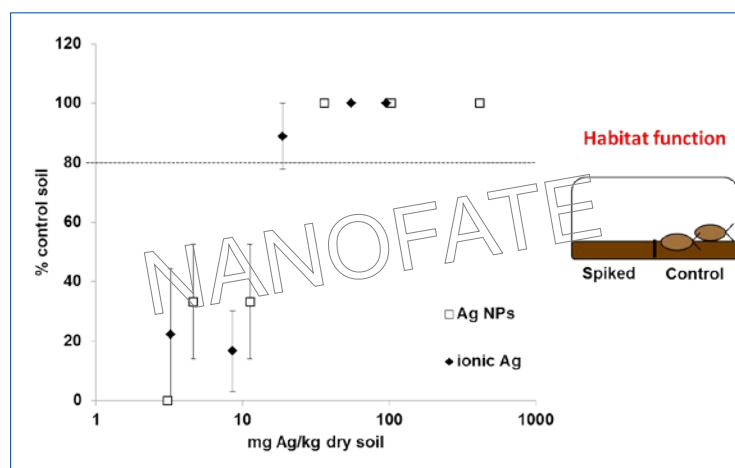 120
100
80
60
40
20
0
% control soil
1
10
100
1000
mg Ag/kg dry soil
NANOFATE
Ag NPs
ionic Ag
Habitat function
Spiked
Control